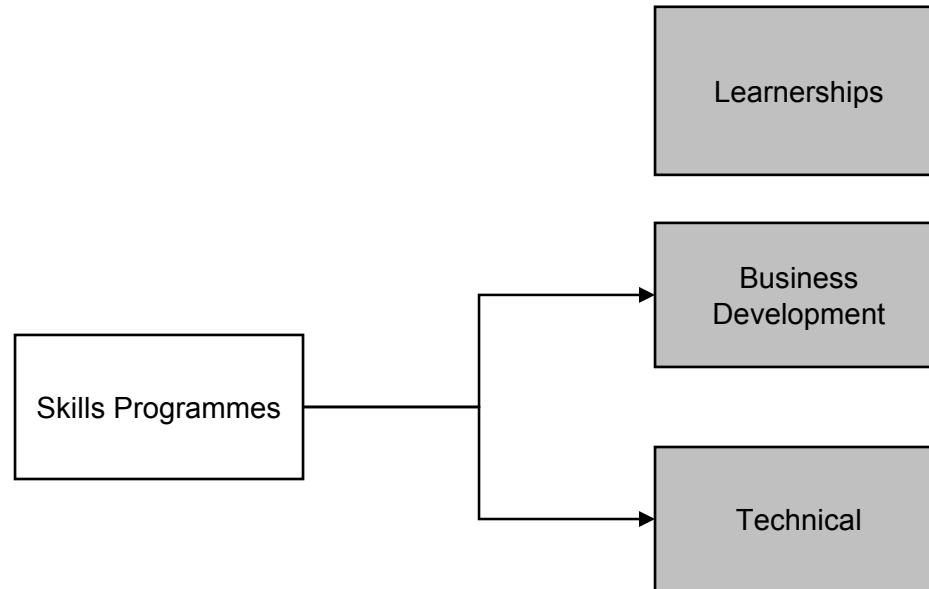 Learnerships
Business
Development
Skills Programmes
Technical